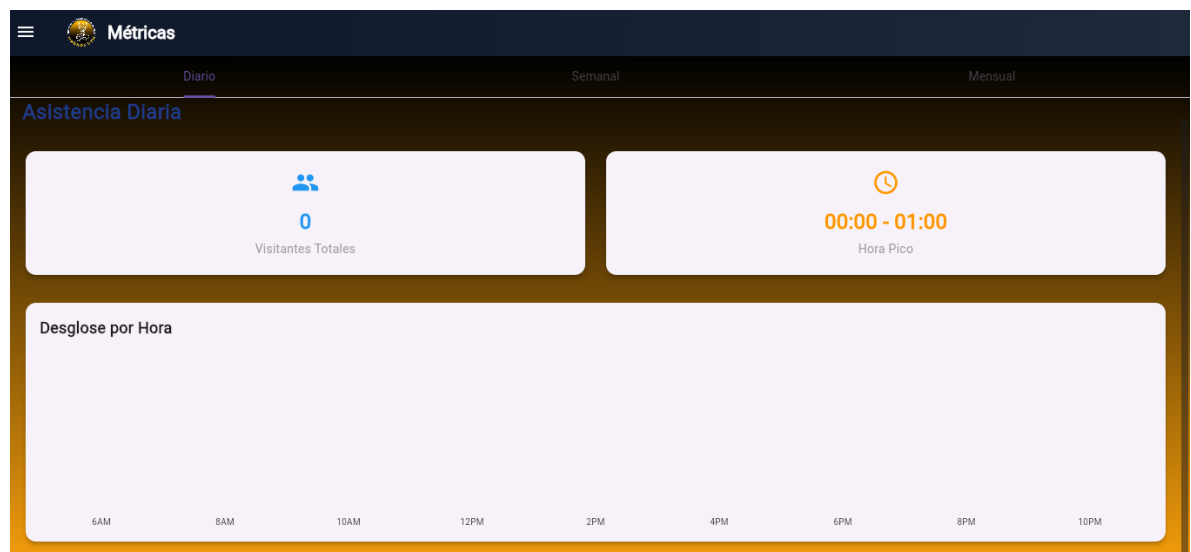 Métricas
Diario Semanal Mensual
Asistencia Diaria
0
Visitantes Totales
00:00 - 01:00
Hora Pico
Desglose por Hora
6AM 8AM 10AM 12PM 2PM 4PM 6PM 8PM 10PM